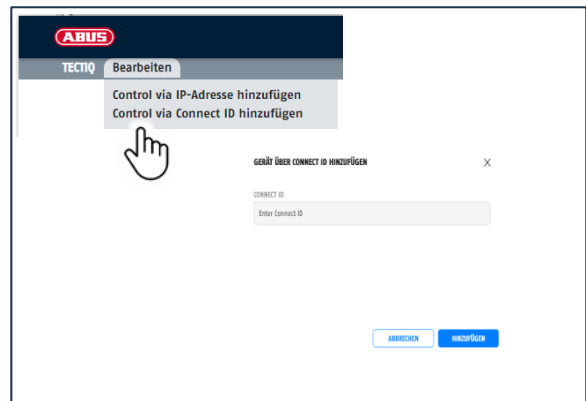 ABUS
TECTIQ Bearbeiten
Control via IP-Adresse hinzufügen
Control via Connect ID hinzufügen
GERÄT ÜBER CONNECT ID HINZUFÜGEN X
CONNECT ID
Enter Connect ID
ABBRECHEN HINZUFÜGEN